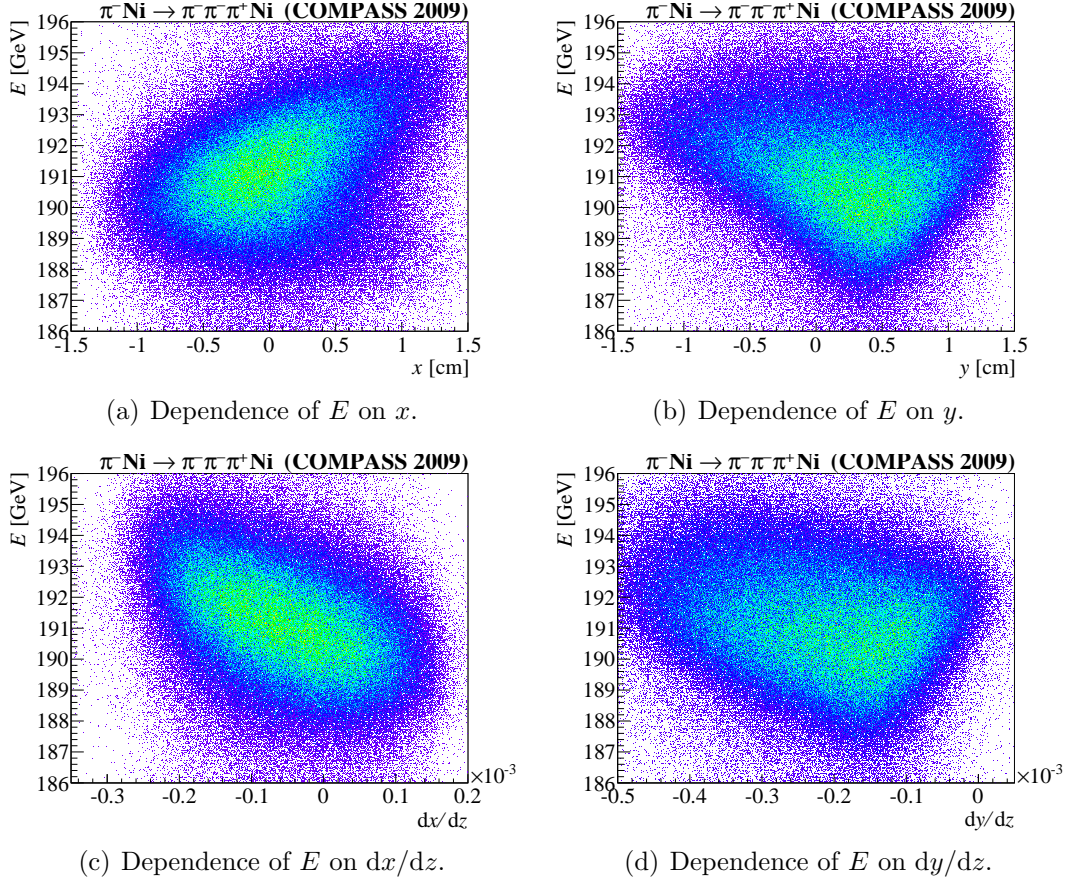 π⁻Ni → π⁻π⁻π⁺Ni (COMPASS 2009)
E [GeV]
196
195
194
193
192
191
190
189
188
187
186
-1.5 -1 -0.5 0 0.5 1 1.5
x [cm]
(a) Dependence of E on x.
π⁻Ni → π⁻π⁻π⁺Ni (COMPASS 2009)
E [GeV]
196
195
194
193
192
191
190
189
188
187
186
-1.5 -1 -0.5 0 0.5 1 1.5
y [cm]
(b) Dependence of E on y.
π⁻Ni → π⁻π⁻π⁺Ni (COMPASS 2009)
E [GeV]
196
195
194
193
192
191
190
189
188
187
186
×10⁻³
-0.3 -0.2 -0.1 0 0.1 0.2
dx/dz
(c) Dependence of E on dx/dz.
π⁻Ni → π⁻π⁻π⁺Ni (COMPASS 2009)
E [GeV]
196
195
194
193
192
191
190
189
188
187
186
×10⁻³
-0.5 -0.4 -0.3 -0.2 -0.1 0
dy/dz
(d) Dependence of E on dy/dz.